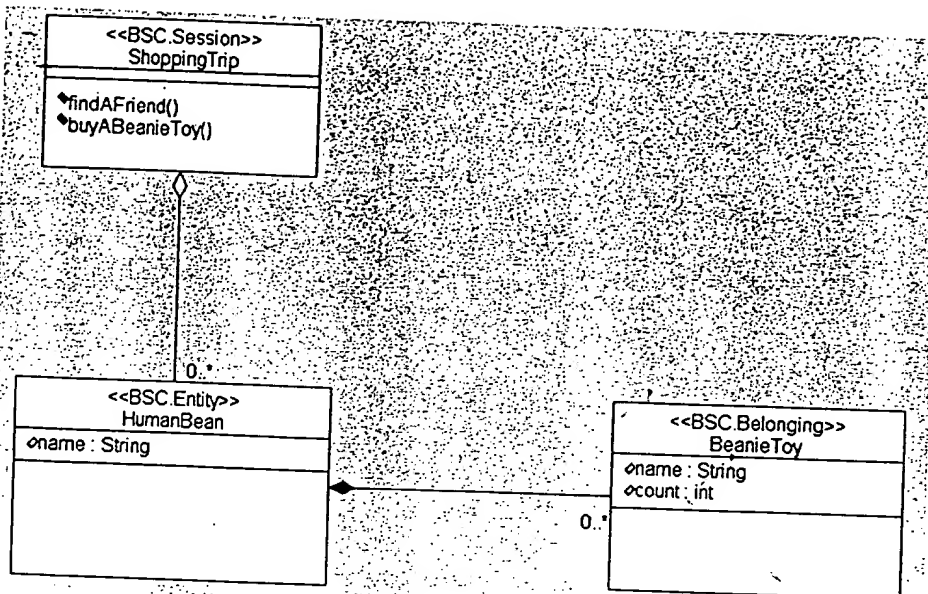 <<BSC.Session>>
ShoppingTrip
findAFriend()
buyABeanieToy()
0..*
<<BSC.Entity>>
HumanBean
name : String
<<BSC.Belonging>>
BeanieToy
name : String
count : int
0..*